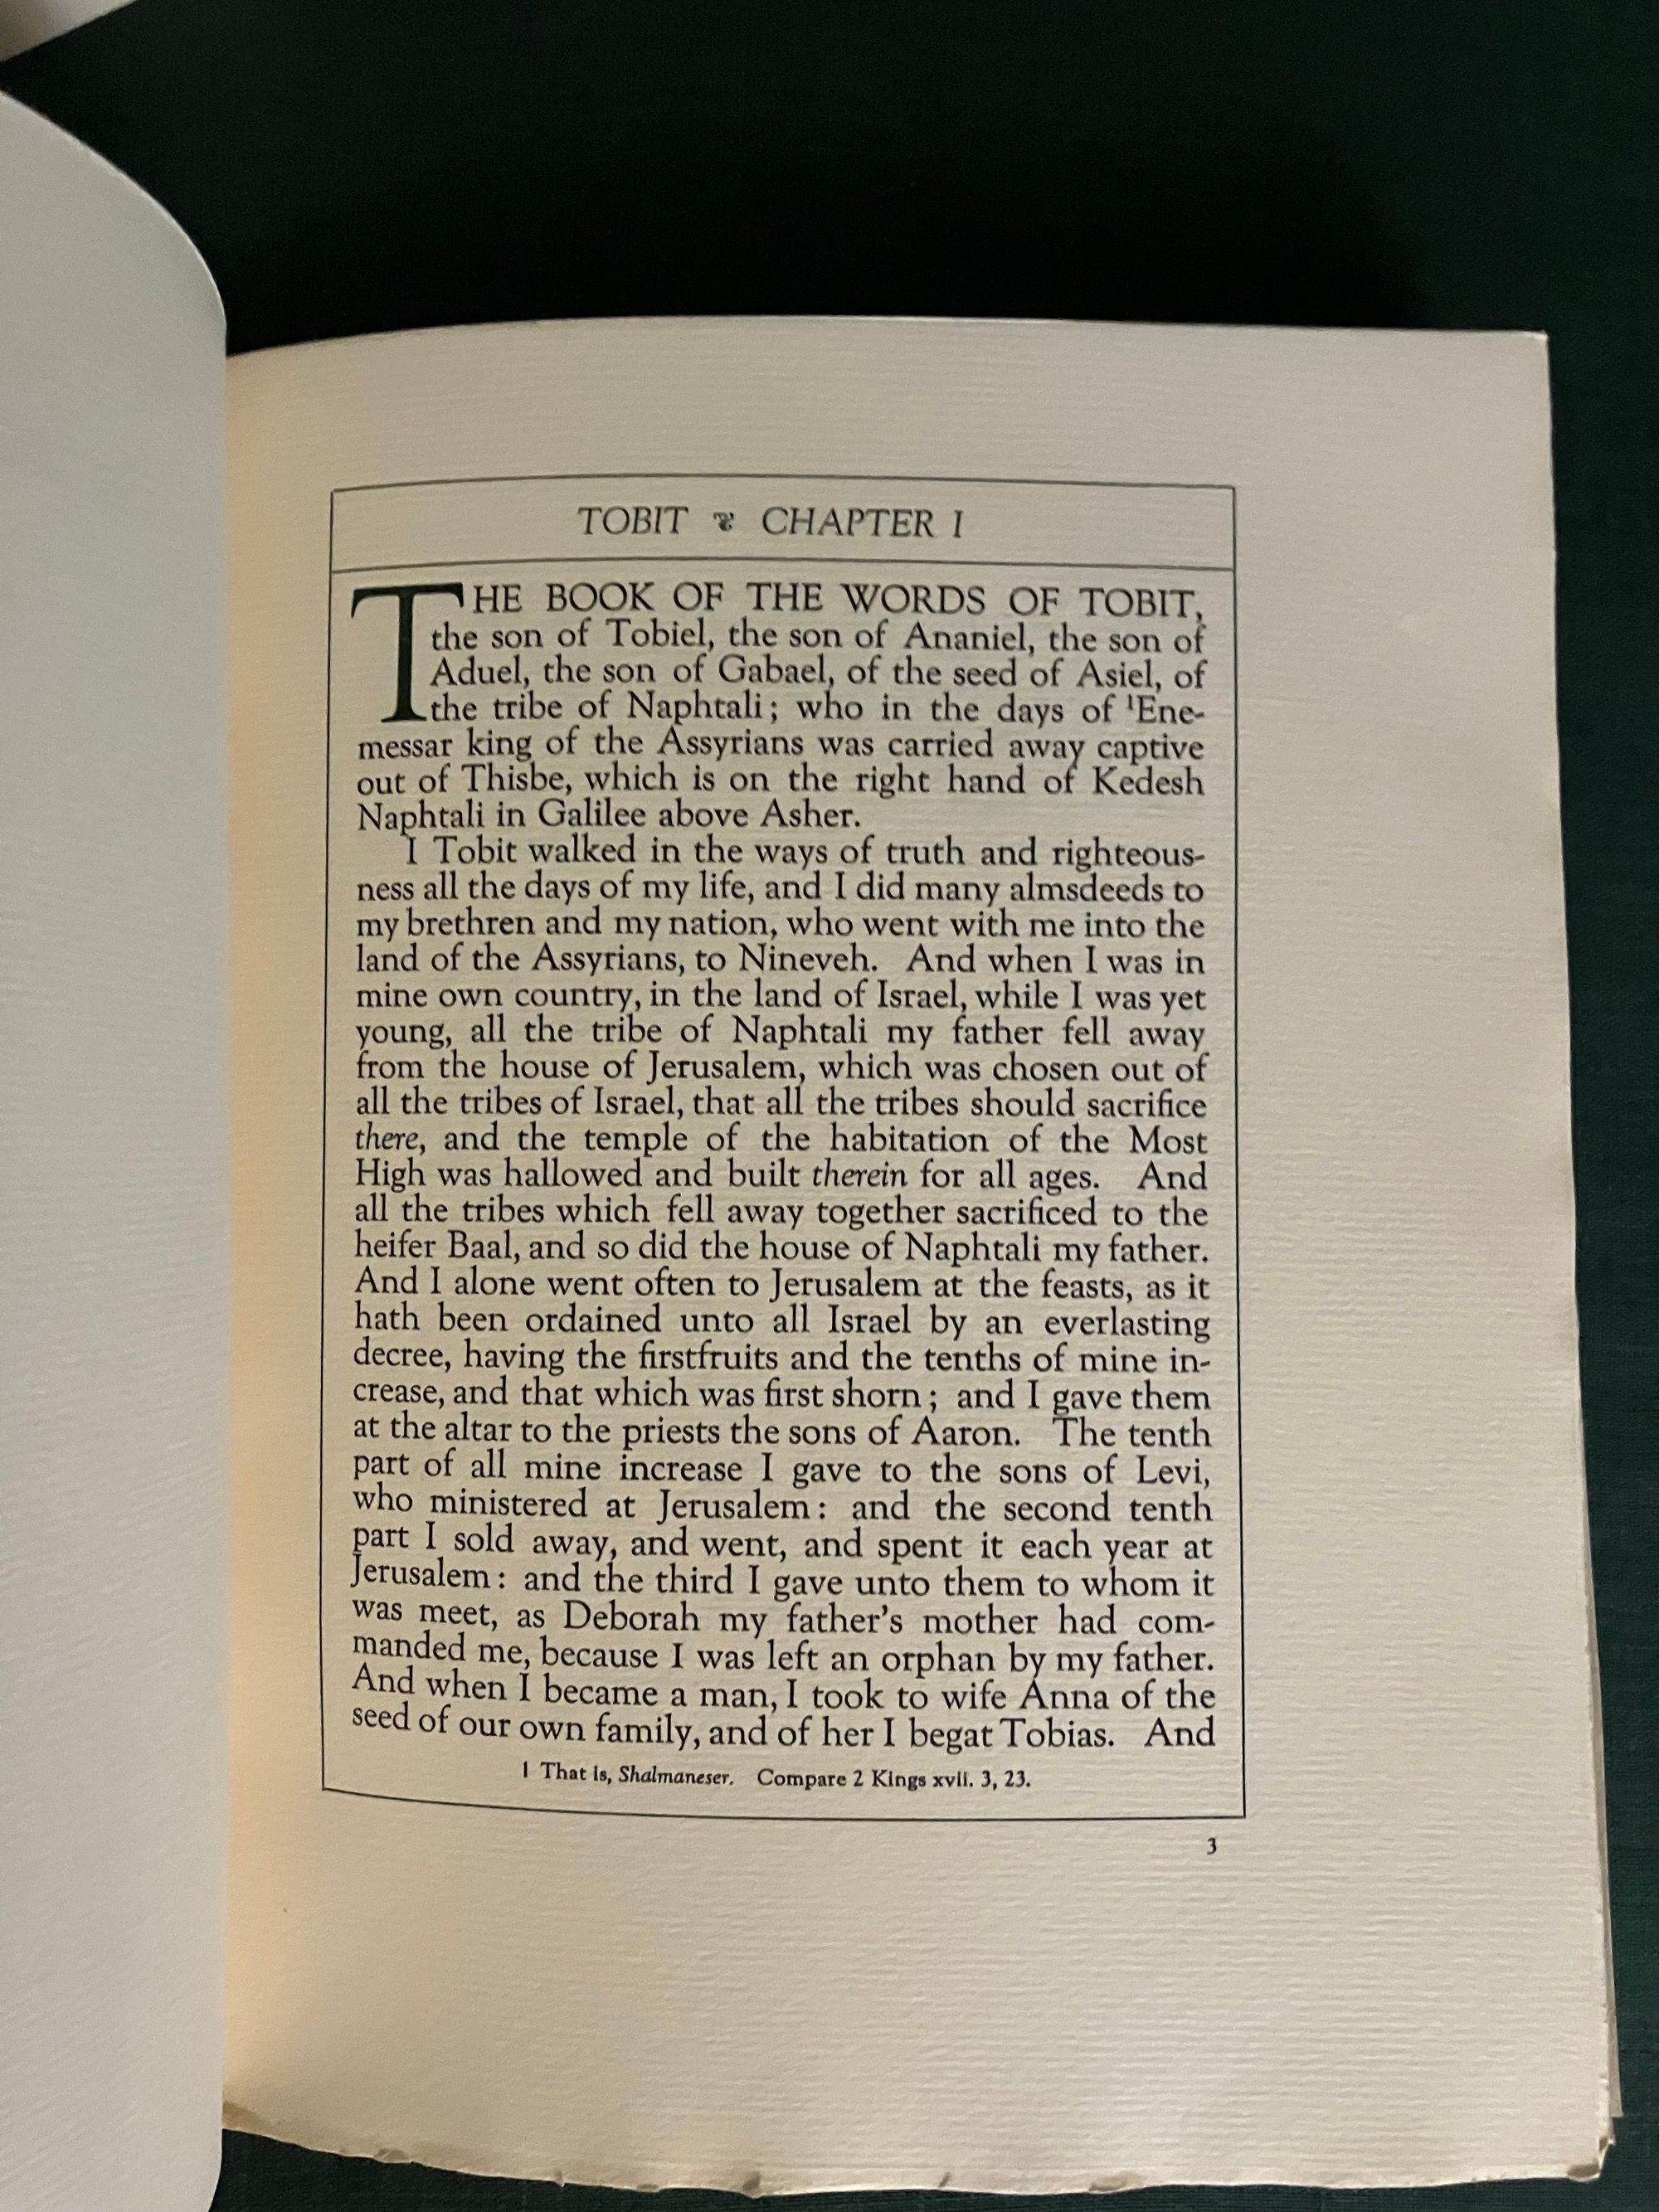 TOBIT ❦ CHAPTER I
THE BOOK OF THE WORDS OF TOBIT,
the son of Tobiel, the son of Ananiel, the son of
Aduel, the son of Gabael, of the seed of Asiel, of
the tribe of Naphtali; who in the days of ¹Ene-
messar king of the Assyrians was carried away captive
out of Thisbe, which is on the right hand of Kedesh
Naphtali in Galilee above Asher.
I Tobit walked in the ways of truth and righteous-
ness all the days of my life, and I did many almsdeeds to
my brethren and my nation, who went with me into the
land of the Assyrians, to Nineveh. And when I was in
mine own country, in the land of Israel, while I was yet
young, all the tribe of Naphtali my father fell away
from the house of Jerusalem, which was chosen out of
all the tribes of Israel, that all the tribes should sacrifice
there, and the temple of the habitation of the Most
High was hallowed and built therein for all ages. And
all the tribes which fell away together sacrificed to the
heifer Baal, and so did the house of Naphtali my father.
And I alone went often to Jerusalem at the feasts, as it
hath been ordained unto all Israel by an everlasting
decree, having the firstfruits and the tenths of mine in-
crease, and that which was first shorn; and I gave them
at the altar to the priests the sons of Aaron. The tenth
part of all mine increase I gave to the sons of Levi,
who ministered at Jerusalem: and the second tenth
part I sold away, and went, and spent it each year at
Jerusalem: and the third I gave unto them to whom it
was meet, as Deborah my father's mother had com-
manded me, because I was left an orphan by my father.
And when I became a man, I took to wife Anna of the
seed of our own family, and of her I begat Tobias. And
1 That is, Shalmaneser. Compare 2 Kings xvii. 3, 23.
3